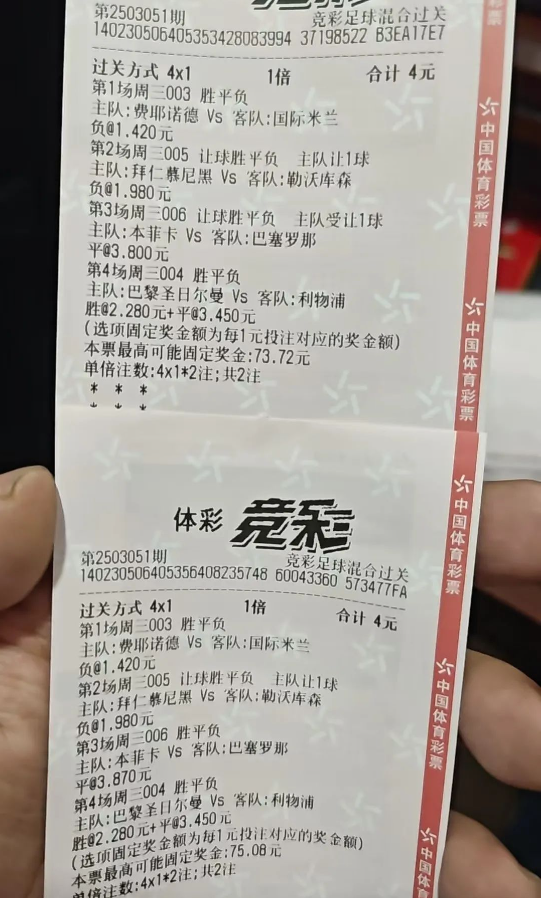 第2503051期
竞彩足球混合过关
140230506405353428083994 37198522 B3EA17E7
过关方式 4x1 1倍 合计 4元
第1场周三003 胜平负
主队:费耶诺德 Vs 客队:国际米兰
负@1.420元
第2场周三005 让球胜平负 主队让1球
主队:拜仁慕尼黑 Vs 客队:勒沃库森
负@1.980元
第3场周三006 让球胜平负 主队受让1球
主队:本菲卡 Vs 客队:巴塞罗那
平@3.800元
第4场周三004 胜平负
主队:巴黎圣日尔曼 Vs 客队:利物浦
胜@2.280元+平@3.450元
(选项固定奖金额为每1元投注对应的奖金额)
本票最高可能固定奖金:73.72元
单倍注数:4x1*2注;共2注
* * *
* * *
彩票
中国体育彩票
中国体育彩票
体彩 竞彩
第2503051期
竞彩足球混合过关
140230506405356408235748 60043360 573477FA
过关方式 4x1 1倍 合计 4元
第1场周三003 胜平负
主队:费耶诺德 Vs 客队:国际米兰
负@1.420元
第2场周三005 让球胜平负 主队让1球
主队:拜仁慕尼黑 Vs 客队:勒沃库森
负@1.980元
第3场周三006 胜平负
主队:本菲卡 Vs 客队:巴塞罗那
平@3.870元
第4场周三004 胜平负
主队:巴黎圣日尔曼 Vs 客队:利物浦
胜@2.280元+平@3.450元
(选项固定奖金额为每1元投注对应的奖金额)
本票最高可能固定奖金:75.08元
单倍注数:4x1*2注;共2注
中国体育彩票
中国体育彩票
中国体